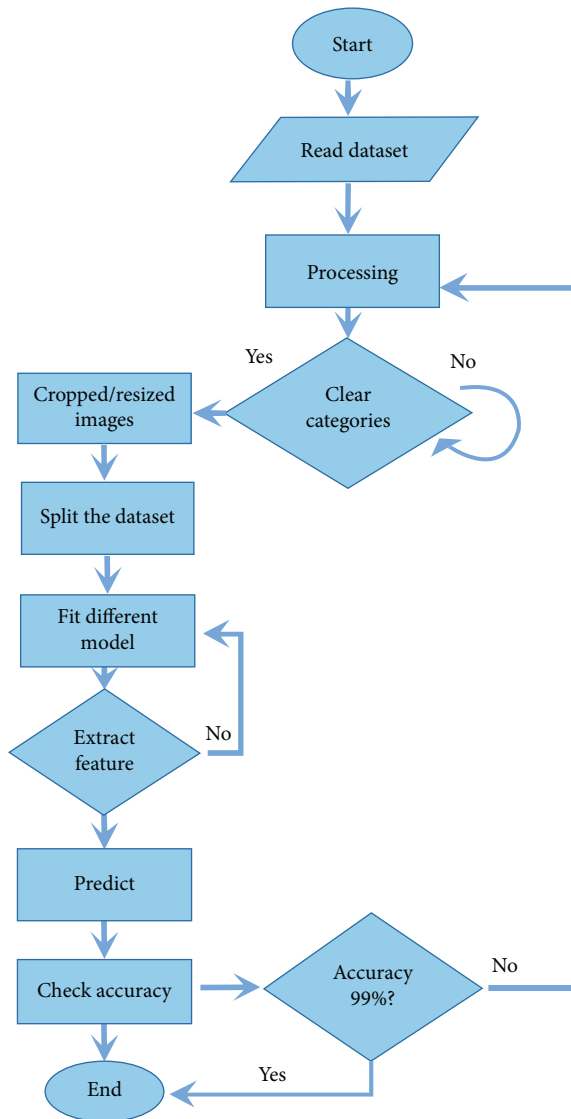 Start
Read dataset
Processing
Yes
No
Clear
categories
Cropped/resized
images
Split the dataset
Fit different
model
Extract
feature
No
Predict
Check accuracy
Accuracy
99%?
No
Yes
End